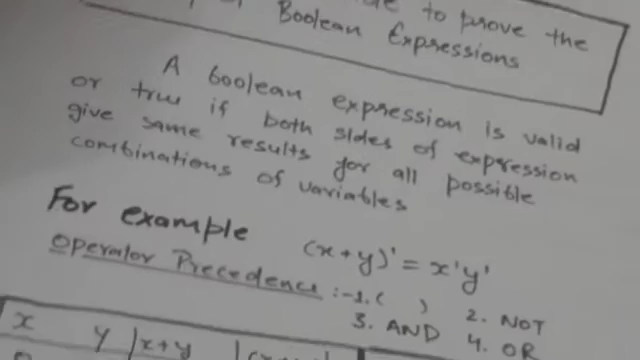 to prove the
Boolean Expressions
A boolean expression is valid
or true if both sides of expression
give same results for all possible
combinations of variables
For example (x+y)' = x'y'
Operator Precedence :- 1. ( ) 2. NOT
3. AND 4. OR
x y x+y